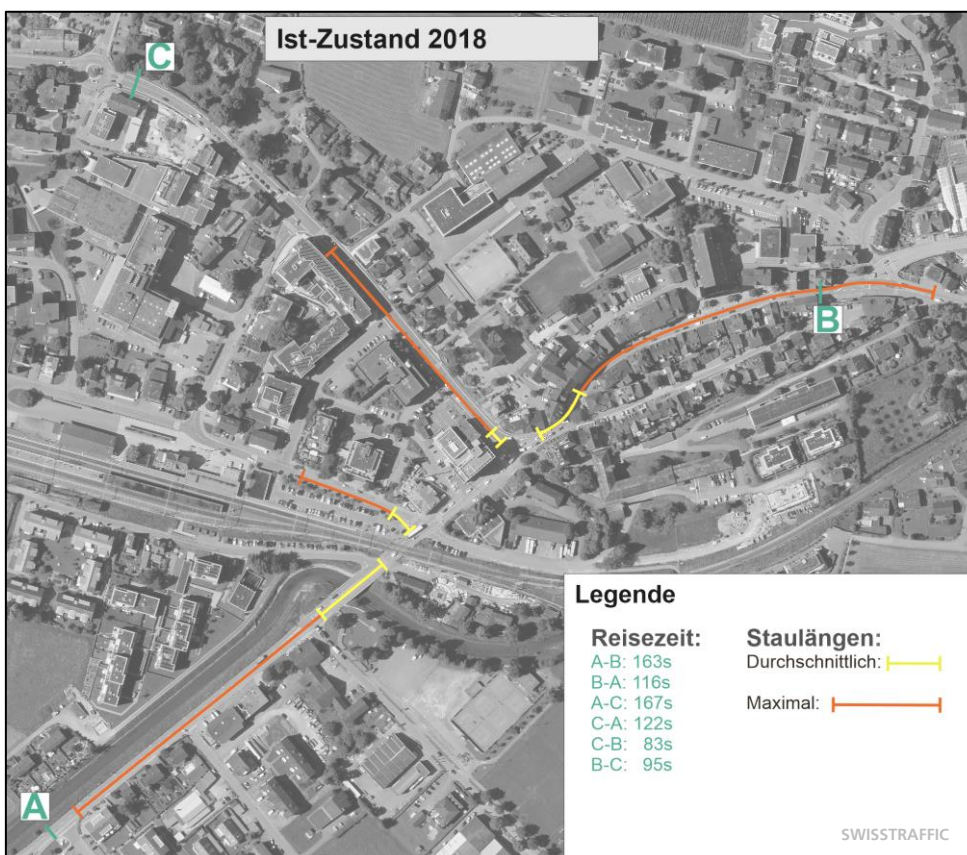 Ist-Zustand 2018
C
B
A
Legende
Reisezeit:
A-B: 163s
B-A: 116s
A-C: 167s
C-A: 122s
C-B: 83s
B-C: 95s
Staulängen:
Durchschnittlich:
Maximal:
SWISSTRAFFIC